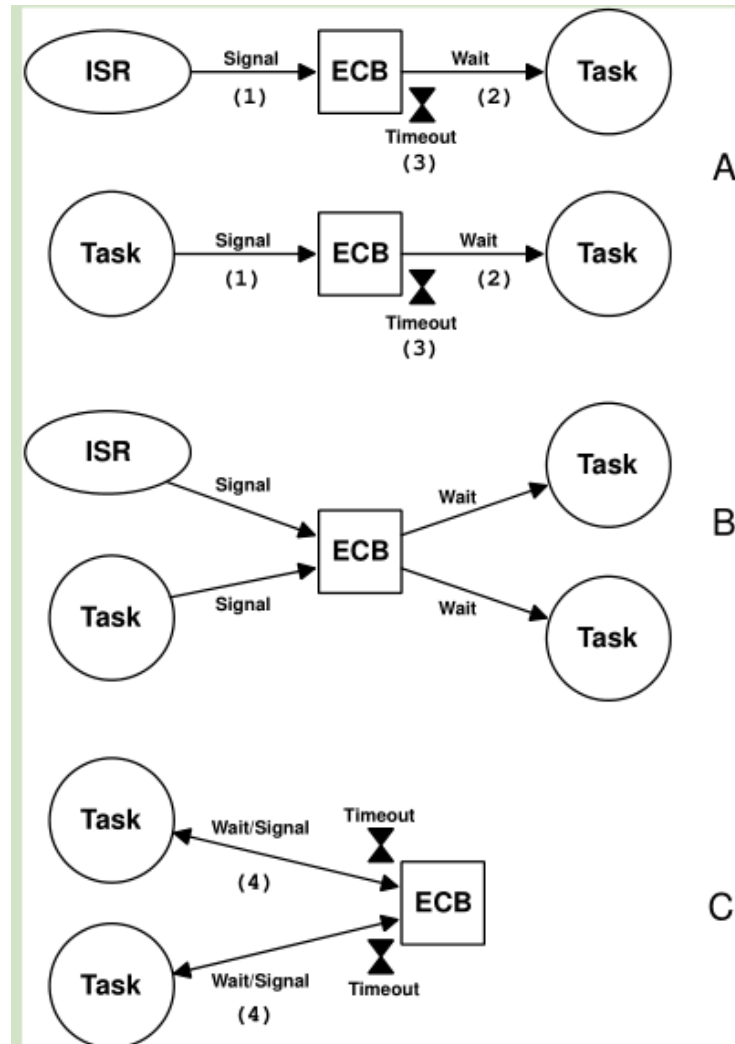 ISR Signal ECB Wait Task
(1) (2)
Timeout
(3)
A
Task Signal ECB Wait Task
(1) (2)
Timeout
(3)
ISR
Signal
Wait
Task
B
ECB
Task
Signal
Wait
Task
Task
Wait/Signal
Timeout
(4)
ECB
C
Task
Wait/Signal
Timeout
(4)